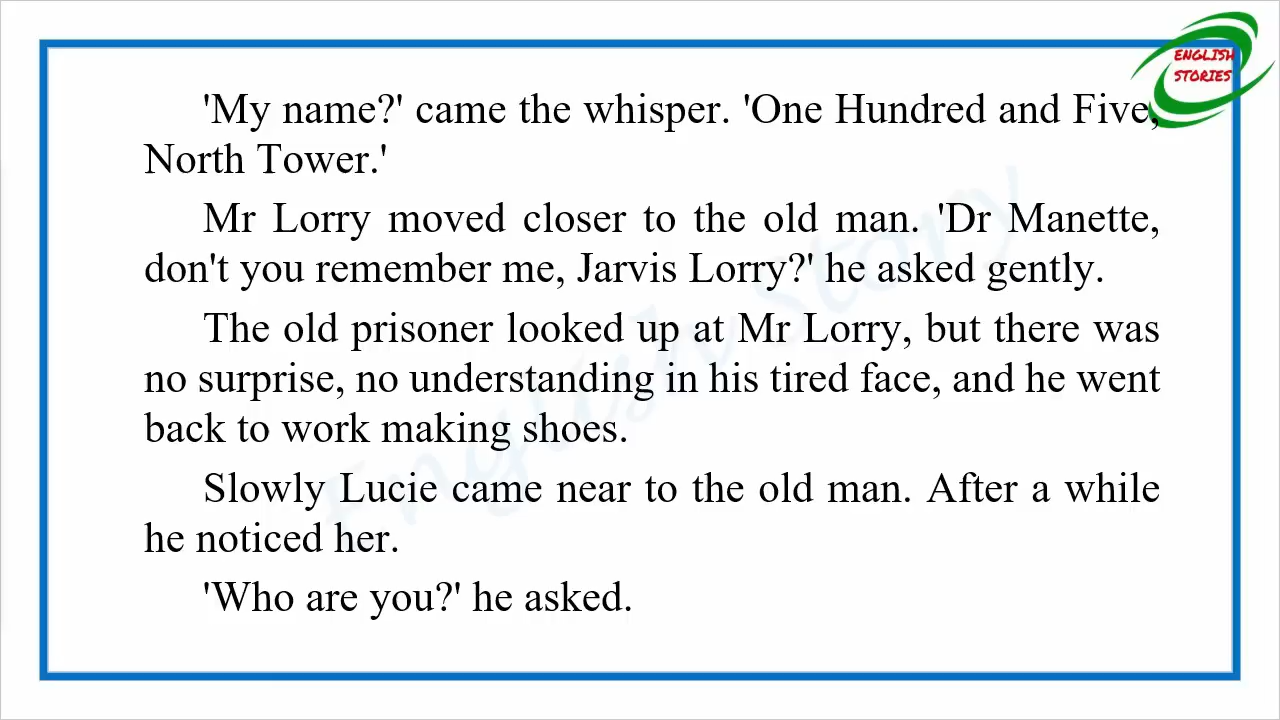 ENGLISH
STORIES
'My name?' came the whisper. 'One Hundred and Five,
North Tower.'
Mr Lorry moved closer to the old man. 'Dr Manette,
don't you remember me, Jarvis Lorry?' he asked gently.
The old prisoner looked up at Mr Lorry, but there was
no surprise, no understanding in his tired face, and he went
back to work making shoes.
Slowly Lucie came near to the old man. After a while
he noticed her.
'Who are you?' he asked.
English Story